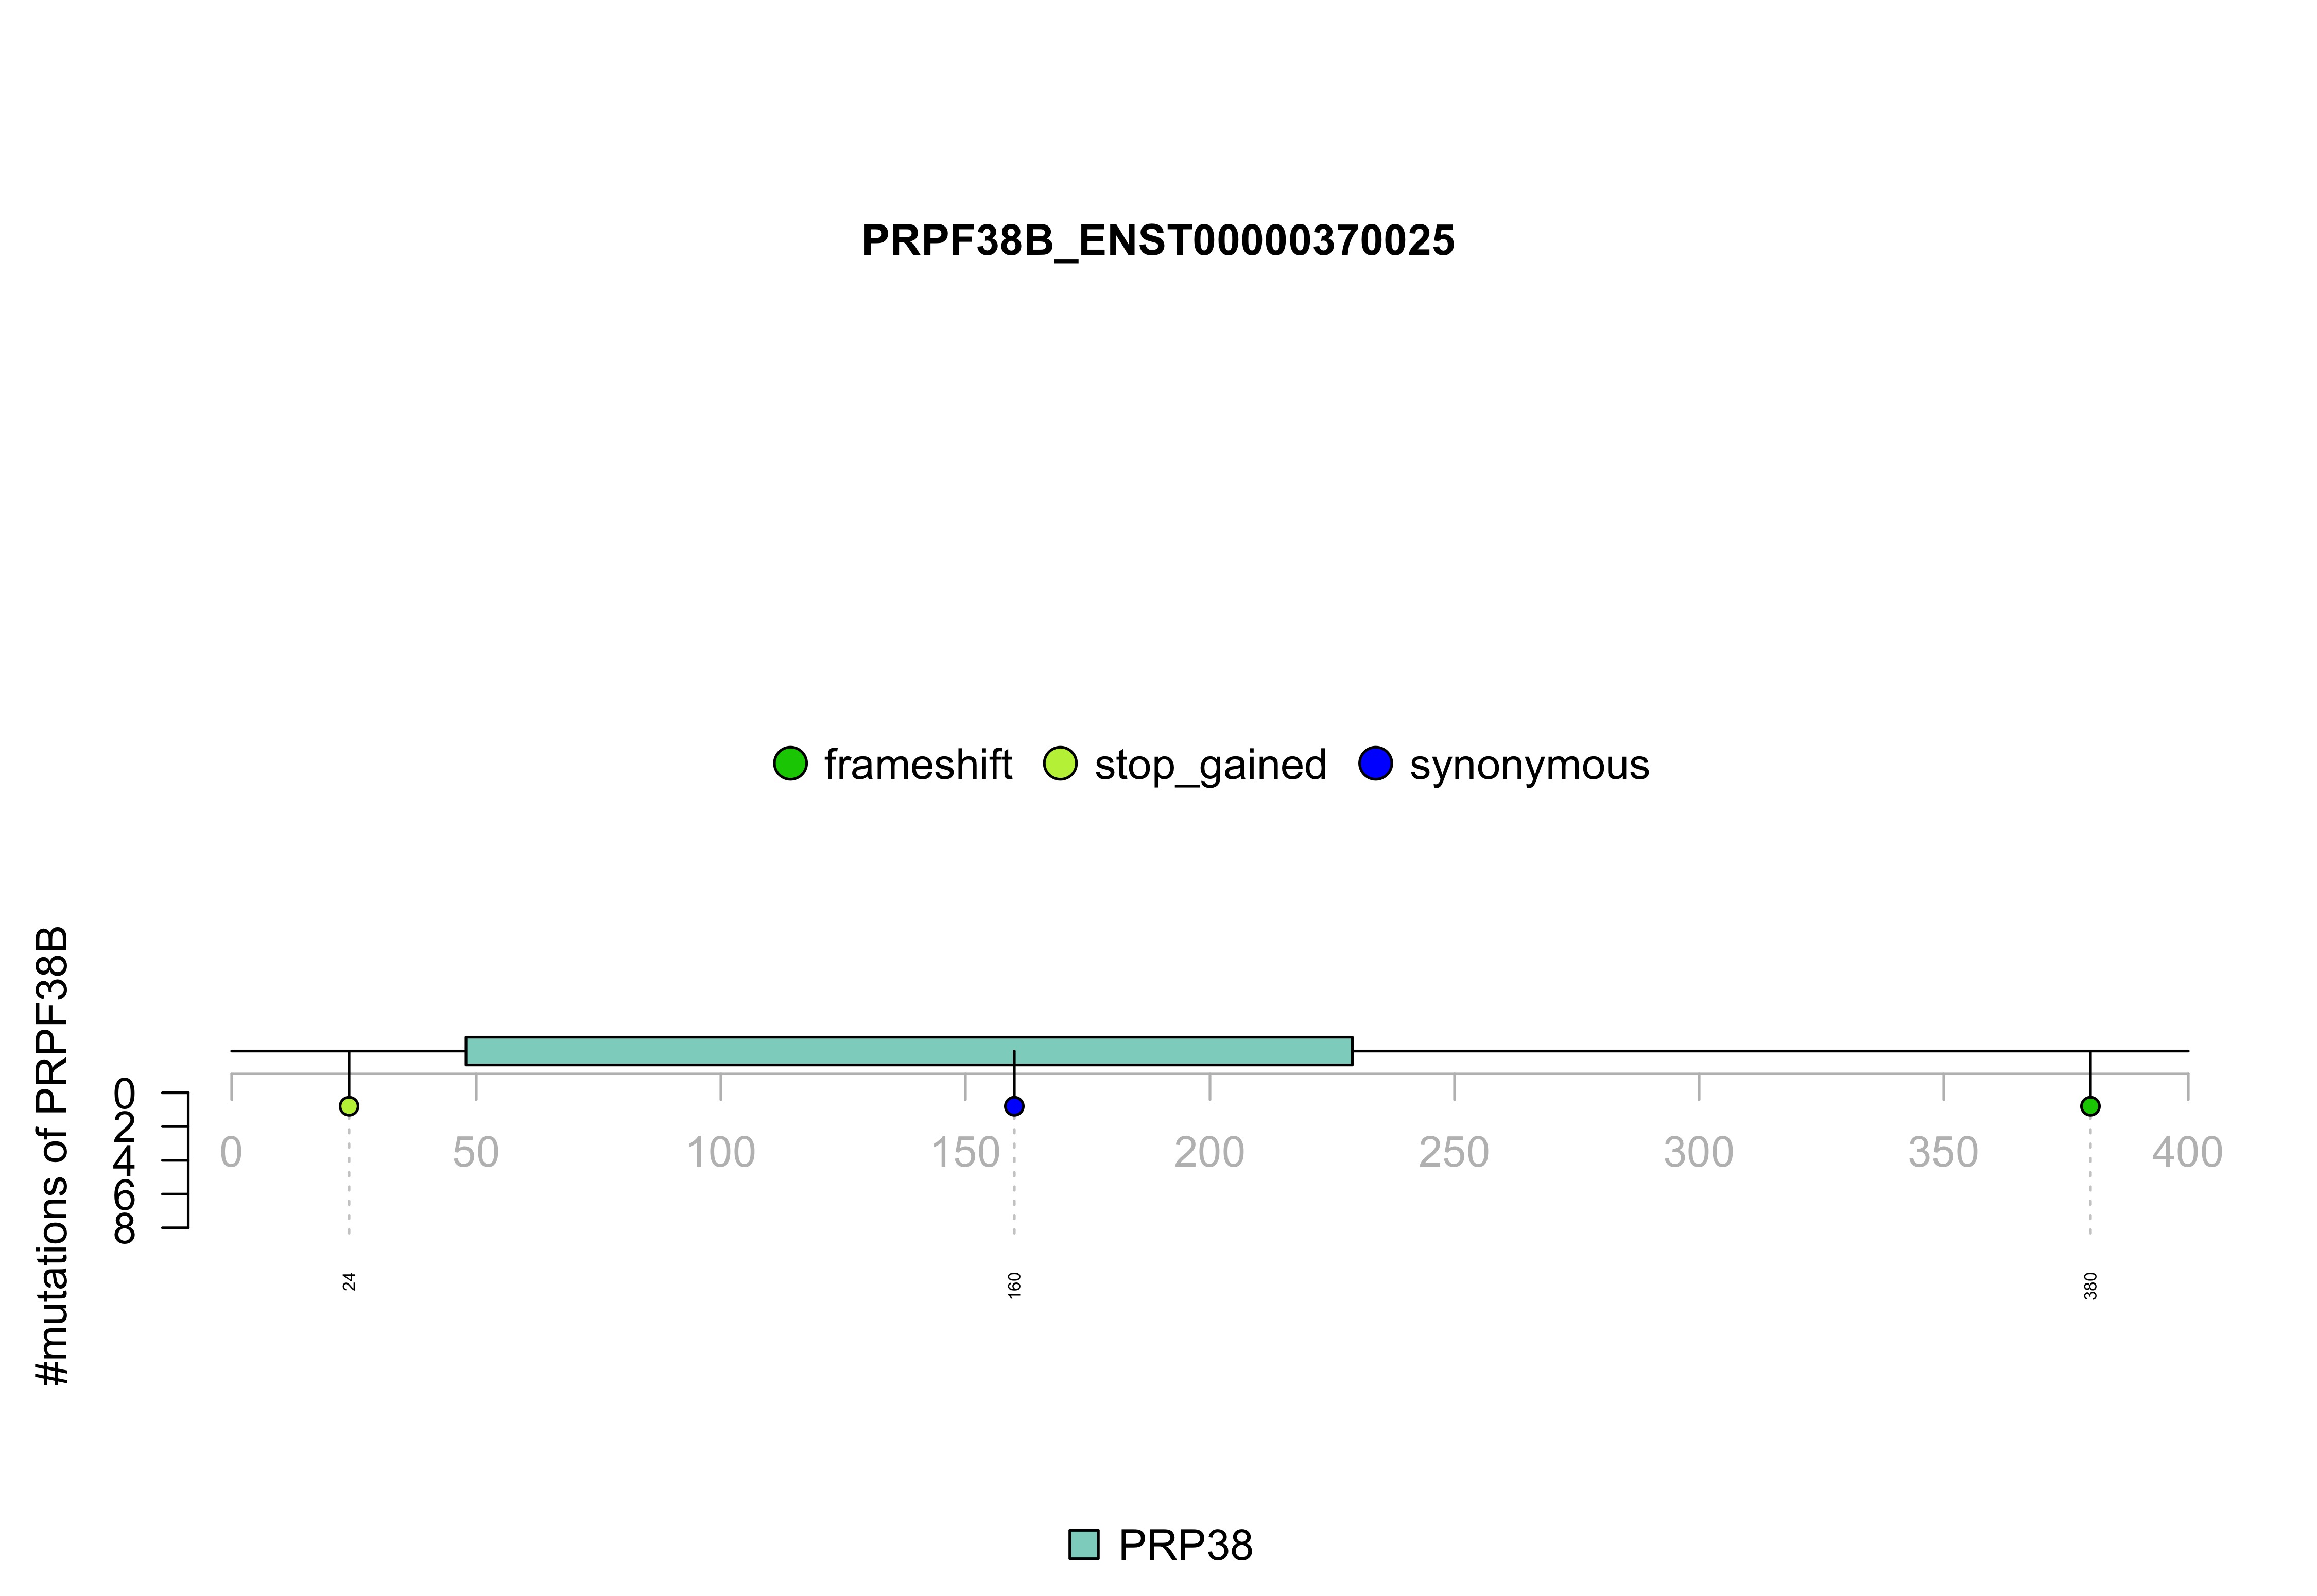 PRPF38B_ENST00000370025
frameshift stop_gained synonymous
#mutations of PRPF38B
0
2
4
6
8
0 50 100 150 200 250 300 350 400
24 160 380
PRP38